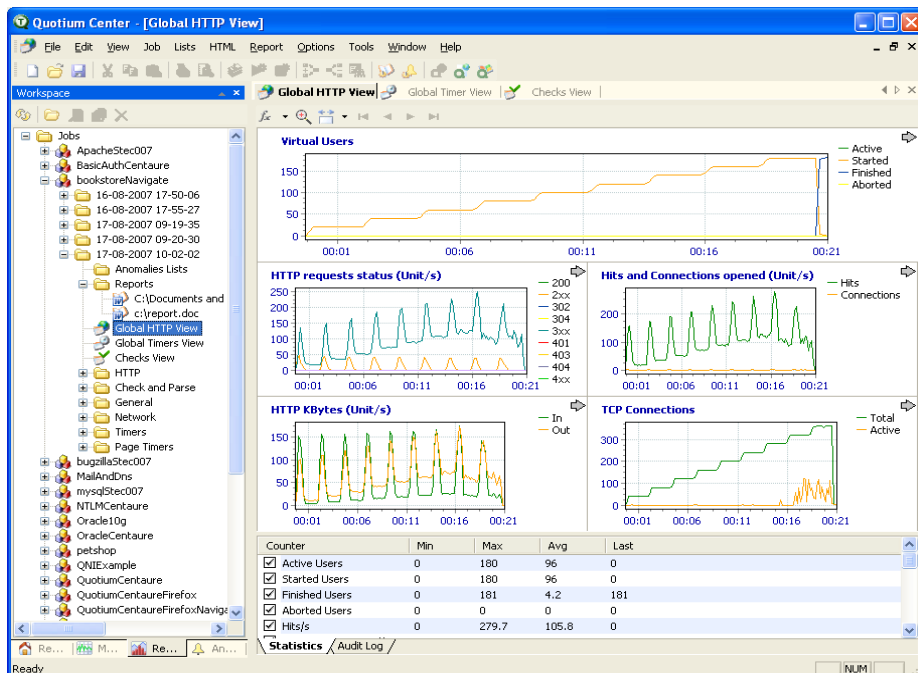 Quotium Center - [Global HTTP View]
File Edit View Job Lists HTML Report Options Tools Window Help
Workspace
Jobs
ApacheStec007
BasicAuthCentaure
bookstoreNavigate
16-08-2007 17-50-06
16-08-2007 17-55-27
17-08-2007 09-19-35
17-08-2007 09-20-30
17-08-2007 10-02-02
Anomalies Lists
Reports
C:\Documents and
c:\report.doc
Global HTTP View
Global Timers View
Checks View
HTTP
Check and Parse
General
Network
Timers
Page Timers
bugzillaStec007
MailAndDns
mysqlStec007
NTLMCentaure
Oracle10g
OracleCentaure
petshop
QNIExample
QuotiumCentaure
QuotiumCentaureFirefox
QuotiumCentaureFirefoxNaviga
Re... M... Re... An...
Global HTTP View Global Timer View Checks View
Virtual Users
150
100
50
0
00:01 00:06 00:11 00:16 00:21
Active
Started
Finished
Aborted
HTTP requests status (Unit/s)
250
200
150
100
50
0
00:01 00:06 00:11 00:16 00:21
200
2xx
302
304
3xx
401
403
404
4xx
Hits and Connections opened (Unit/s)
200
100
0
00:01 00:06 00:11 00:16 00:21
Hits
Connections
HTTP KBytes (Unit/s)
150
100
50
0
00:01 00:06 00:11 00:16 00:21
In
Out
TCP Connections
300
200
100
0
00:01 00:06 00:11 00:16 00:21
Total
Active
Counter Min Max Avg Last
Active Users 0 180 96 0
Started Users 0 180 96 0
Finished Users 0 181 4.2 181
Aborted Users 0 0 0 0
Hits/s 0 279.7 105.8 0
Statistics Audit Log
Ready
NUM